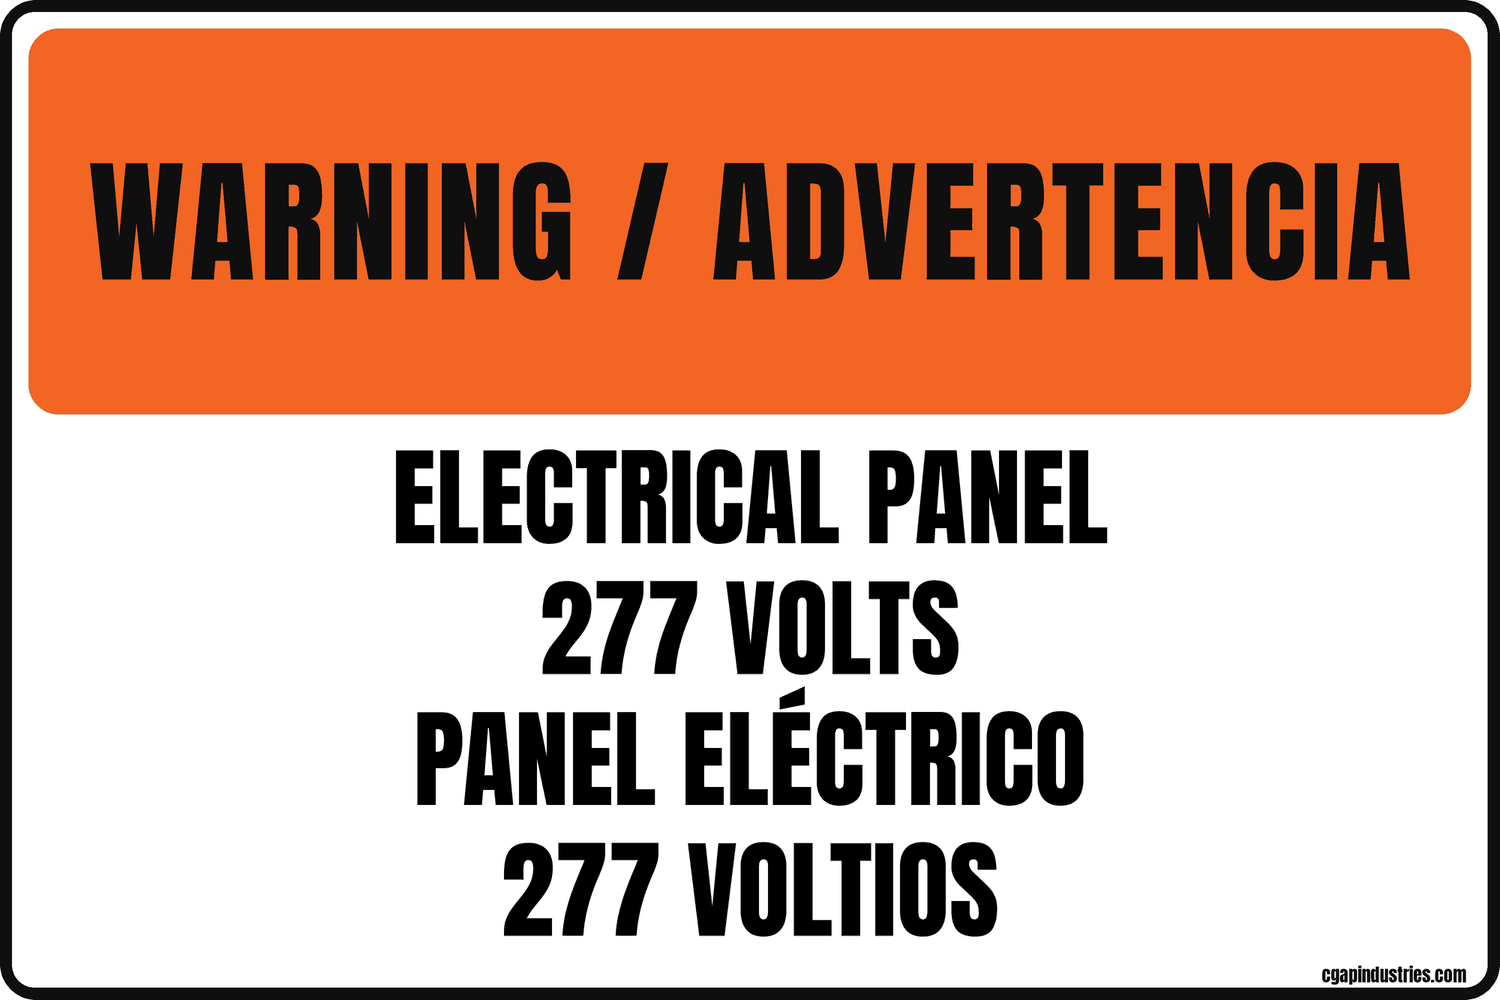 WARNING / ADVERTENCIA
ELECTRICAL PANEL
277 VOLTS
PANEL ELÉCTRICO
277 VOLTIOS
cgapindustries.com